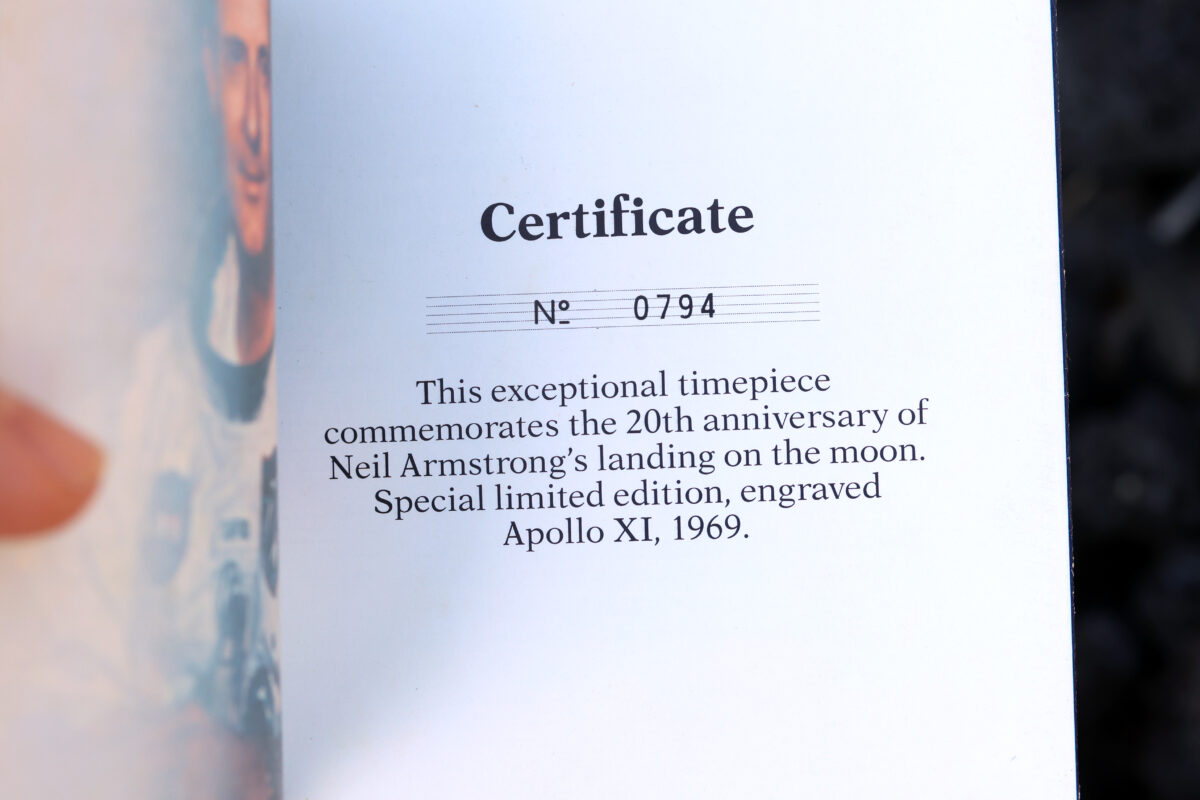 Certificate
Nº 0794
This exceptional timepiece
commemorates the 20th anniversary of
Neil Armstrong's landing on the moon.
Special limited edition, engraved
Apollo XI, 1969.